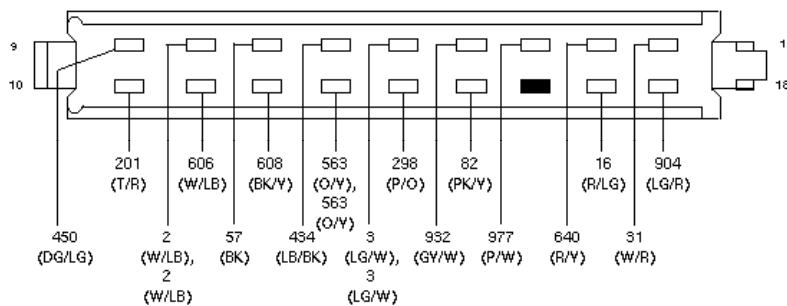 9 1
10 18
201 606 608 563 298 82 16 904
(T/R) (W/LB) (BK/Y) (O/Y), (P/O) (PK/Y) (R/LG) (LG/R)
563
(O/Y)
450 2 57 434 3 932 977 640 31
(DG/LG) (W/LB), (BK) (LB/BK) (LG/W), (GY/W) (P/W) (R/Y) (W/R)
2 3
(W/LB) (LG/W)